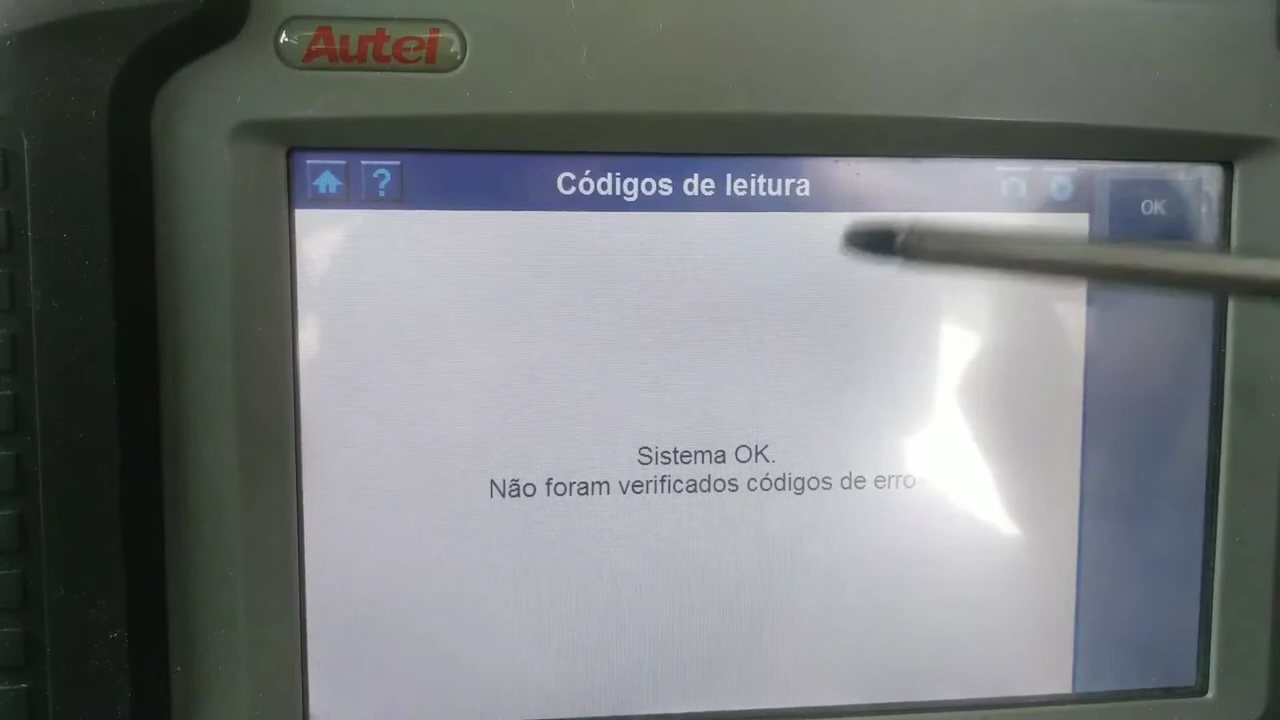 Autel
?
Códigos de leitura
OK
Sistema OK.
Não foram verificados códigos de erro